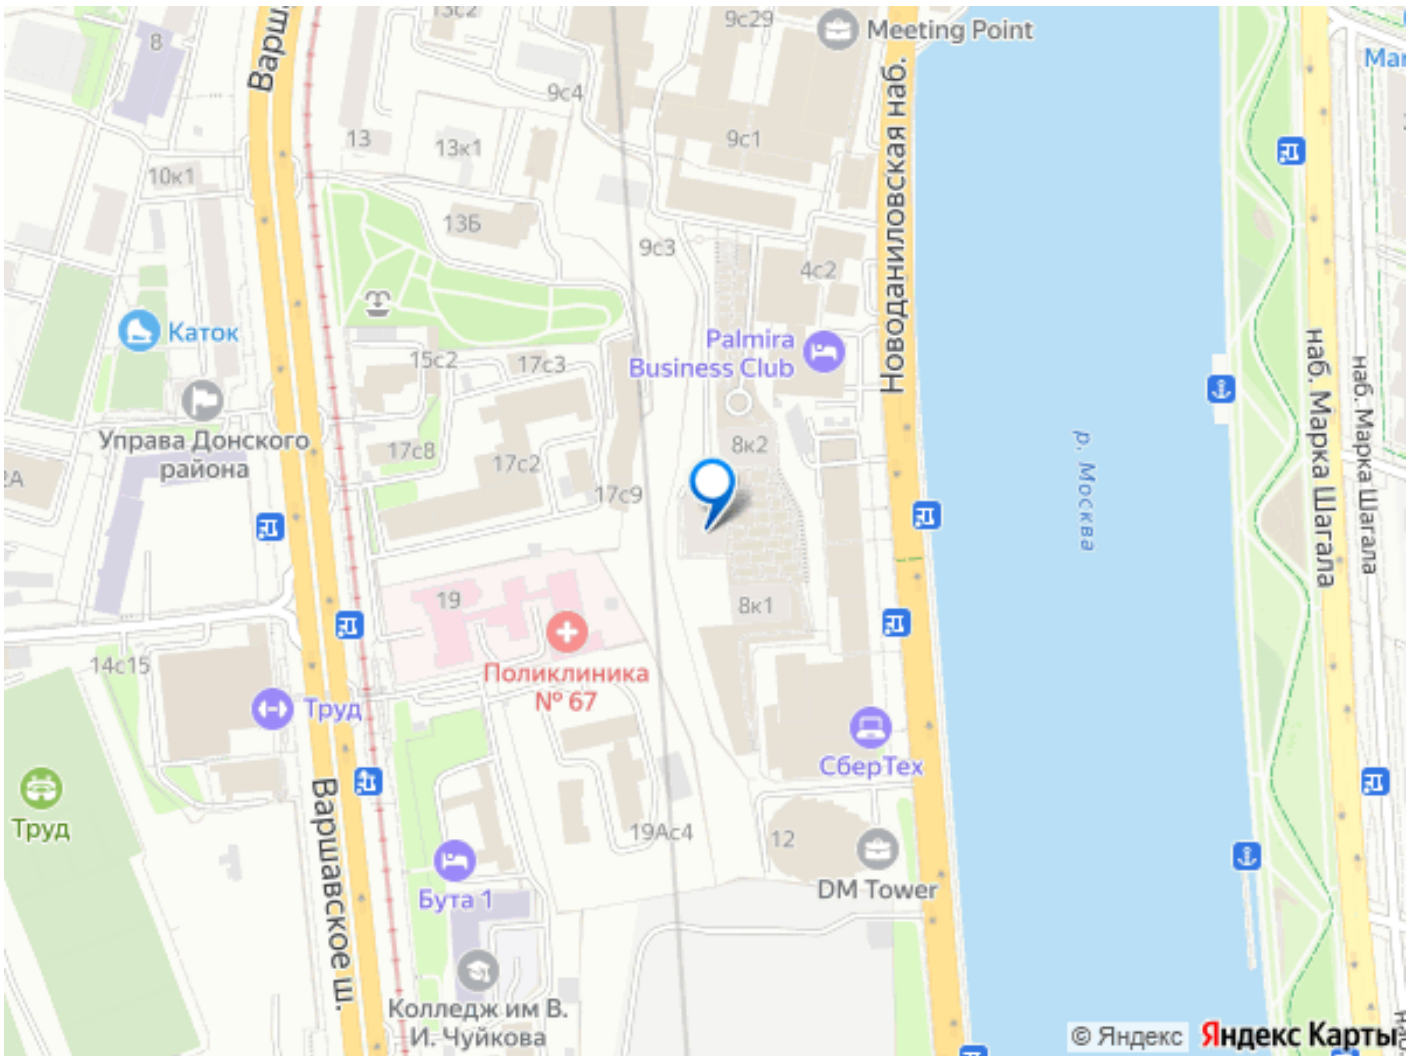 13с2
9с29
Meeting Point
8
Варш
9с4
Mar
13
13к1
9с1
10к1
Новоданиловская наб.
13Б
9с3
4с2
Каток
15с2
17с3
Palmira
Business Club
наб. Марка Шагала
наб. Марка Шагала
Управа Донского
района
17с8
17с2
8к2
р. Москва
2А
17с9
19
8к1
14с15
Поликлиника
№ 67
Труд
СберТех
Варшавское ш.
Труд
19Ас4
12
DM Tower
Бута 1
Колледж им В.
И. Чуйкова
© Яндекс
Яндекс Карты